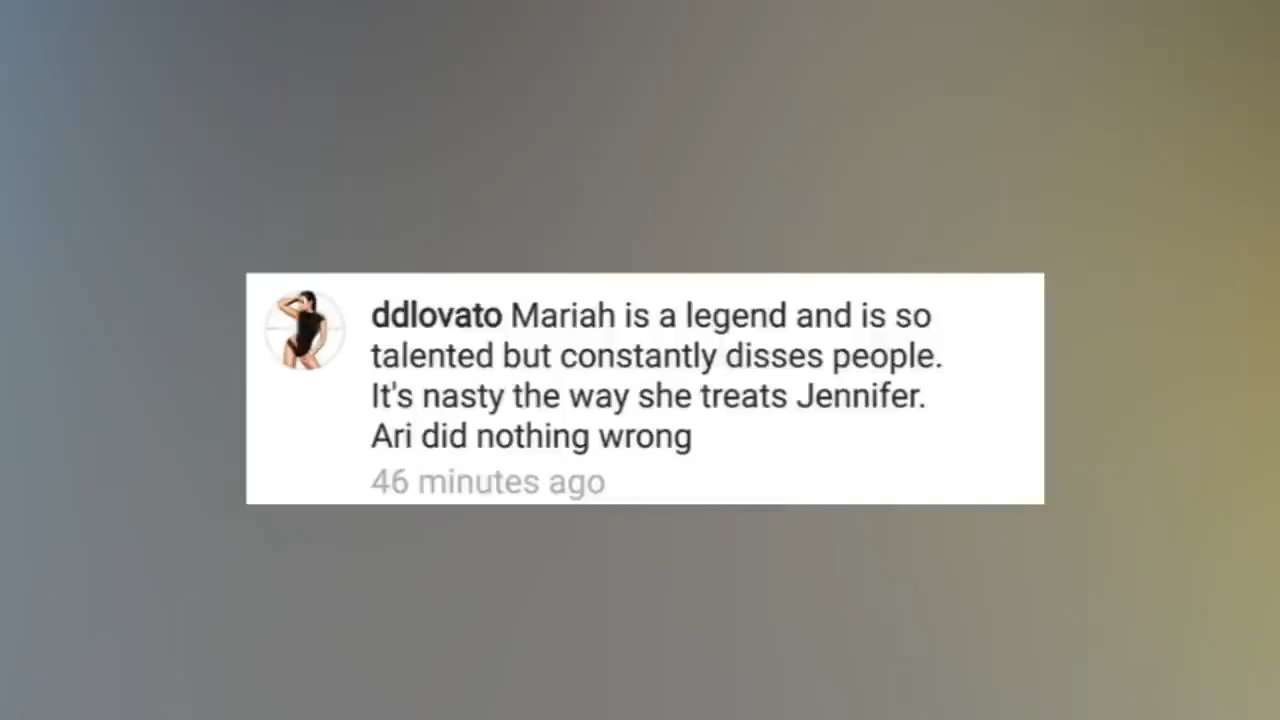 ddlovato Mariah is a legend and is so
talented but constantly disses people.
It's nasty the way she treats Jennifer.
Ari did nothing wrong
46 minutes ago